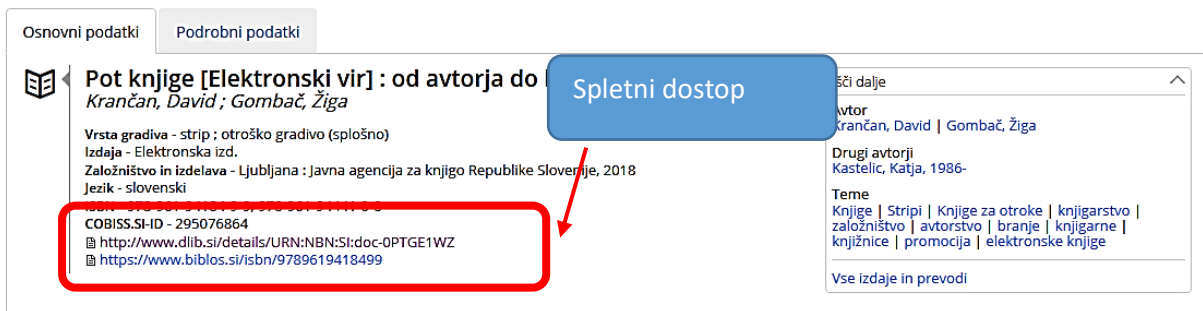 Osnovni podatki
Podrobni podatki
Pot knjige [Elektronski vir] : od avtorja do
Krančan, David ; Gombač, Žiga
Vrsta gradiva - strip ; otroško gradivo (splošno)
Izdaja - Elektronska izd.
Založništvo in izdelava - Ljubljana : Javna agencija za knjigo Republike Slovenije, 2018
Jezik - slovenski
COBISS.SI-ID - 295076864
http://www.dlib.si/details/URN:NBN:SI:doc-0PTGE1WZ
https://www.biblos.si/isbn/9789619418499
Spletni dostop
dalje
Avtor
Krančan, David | Gombač, Žiga
Drugi avtorji
Kastelic, Katja, 1986-
Teme
Knjige | Stripi | Knjige za otroke | knjigarstvo |
založništvo | avtorstvo | branje | knjigarne |
knjižnice | promocija | elektronske knjige
Vse izdaje in prevodi